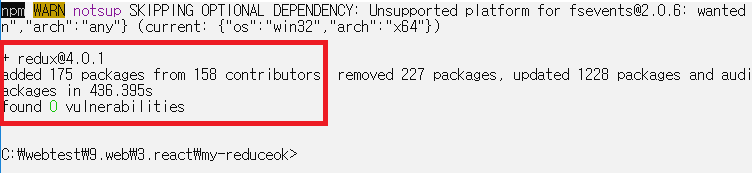 npm WARN notsup SKIPPING OPTIONAL DEPENDENCY: Unsupported platform for fsevents@2.0.6: wanted
n","arch":"any"} (current: {"os":"win32","arch":"x64"})
+ redux@4.0.1
added 175 packages from 158 contributors, removed 227 packages, updated 1228 packages and audi
ackages in 436.395s
found 0 vulnerabilities
C:₩webtest₩9.web₩3.react₩my-reduceok>